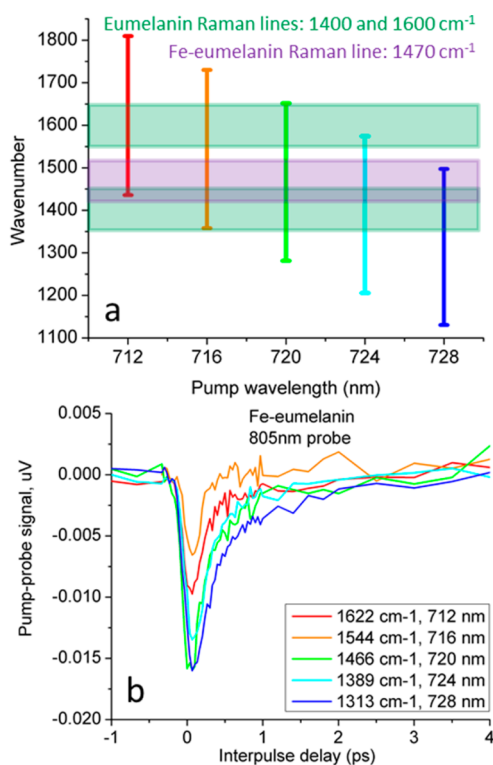 Eumelanin Raman lines: 1400 and 1600 cm⁻¹
Fe-eumelanin Raman line: 1470 cm⁻¹
1800
1700
1600
1500
1400
1300
1200
1100
Wavenumber
a
712 716 720 724 728
Pump wavelength (nm)
b
Fe-eumelanin
805nm probe
0.005
0.000
-0.005
-0.010
-0.015
-0.020
Pump-probe signal, uV
1622 cm-1, 712 nm
1544 cm-1, 716 nm
1466 cm-1, 720 nm
1389 cm-1, 724 nm
1313 cm-1, 728 nm
-1 0 1 2 3 4
Interpulse delay (ps)